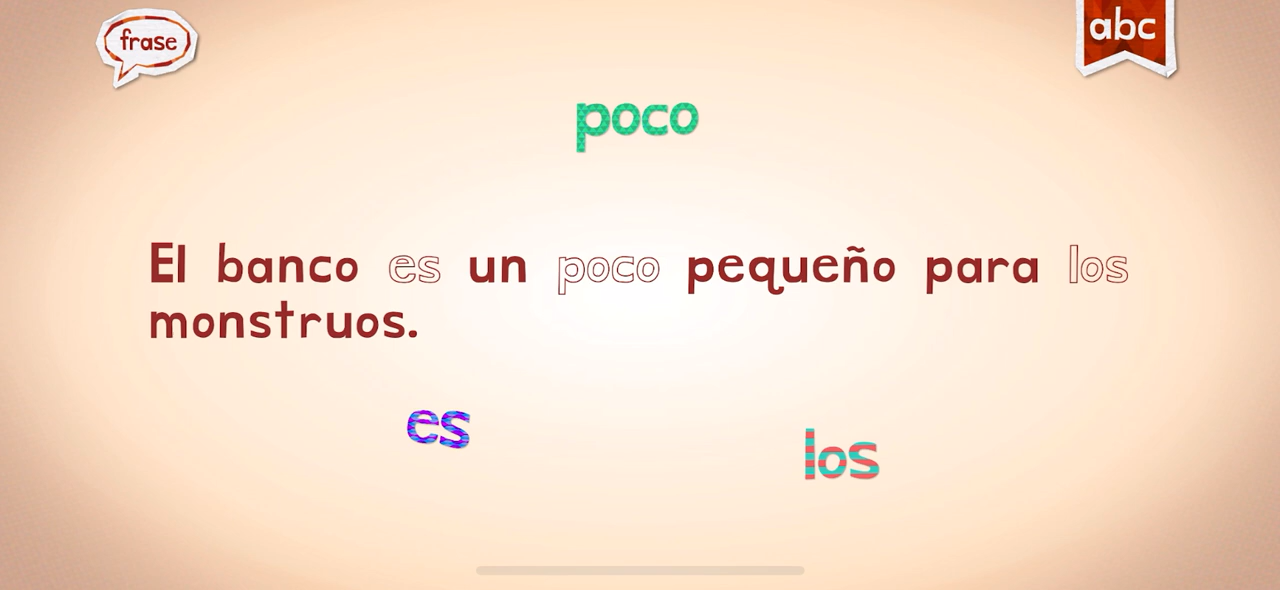 frase
abc
poco
El banco es un poco pequeño para los
monstruos.
es
los